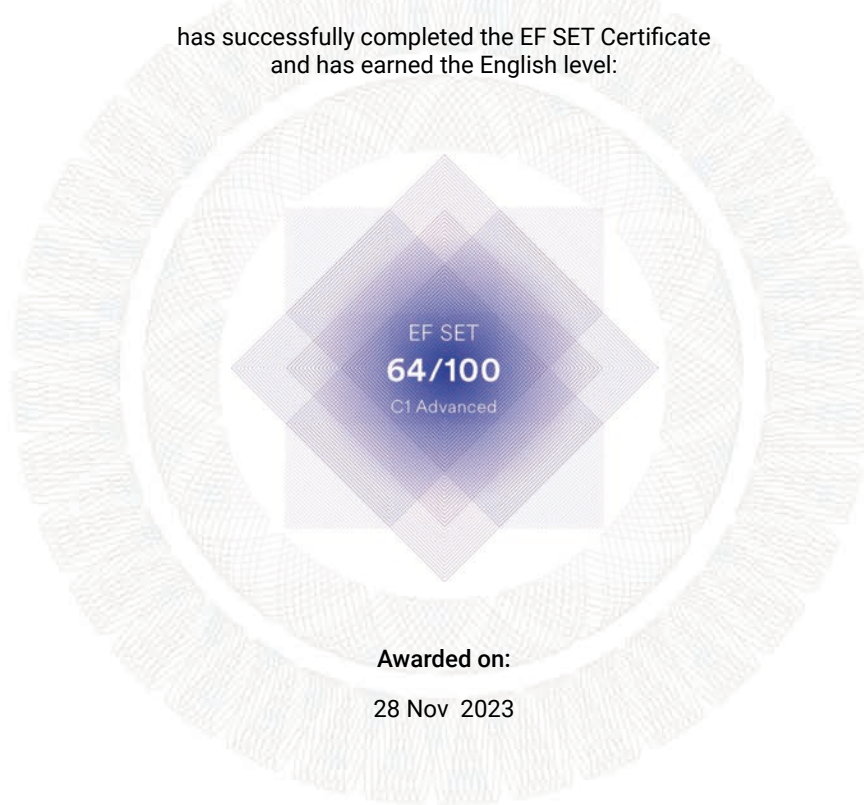 has successfully completed the EF SET Certificate
and has earned the English level:
EF SET
64/100
C1 Advanced
Awarded on:
28 Nov 2023